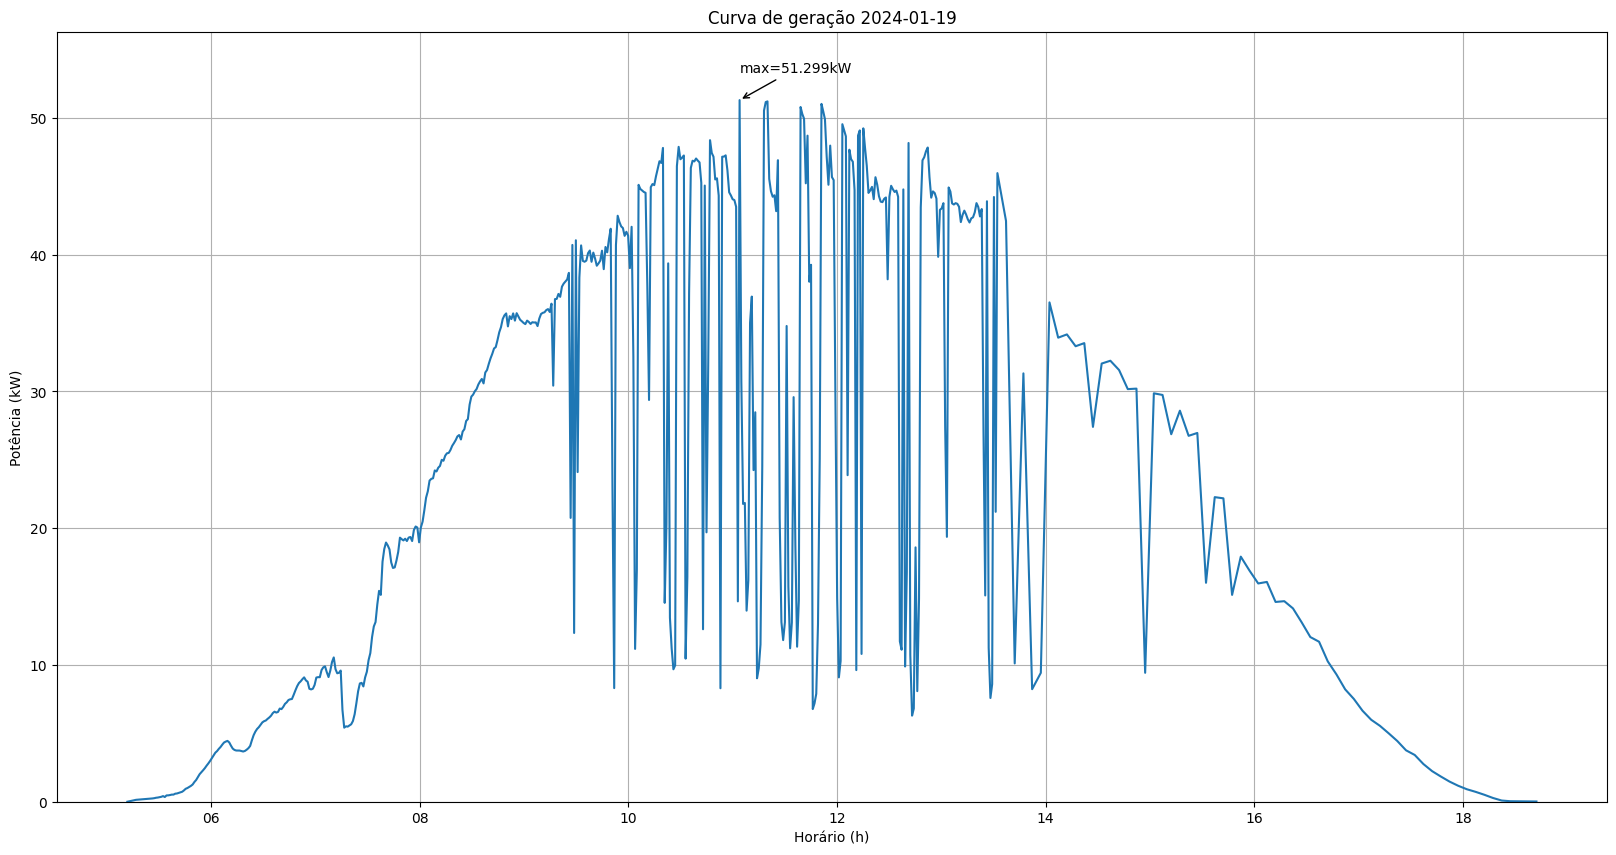 Curva de geração 2024-01-19
max=51.299kW
Potência (kW)
50
40
30
20
10
0
06 08 10 12 14 16 18
Horário (h)